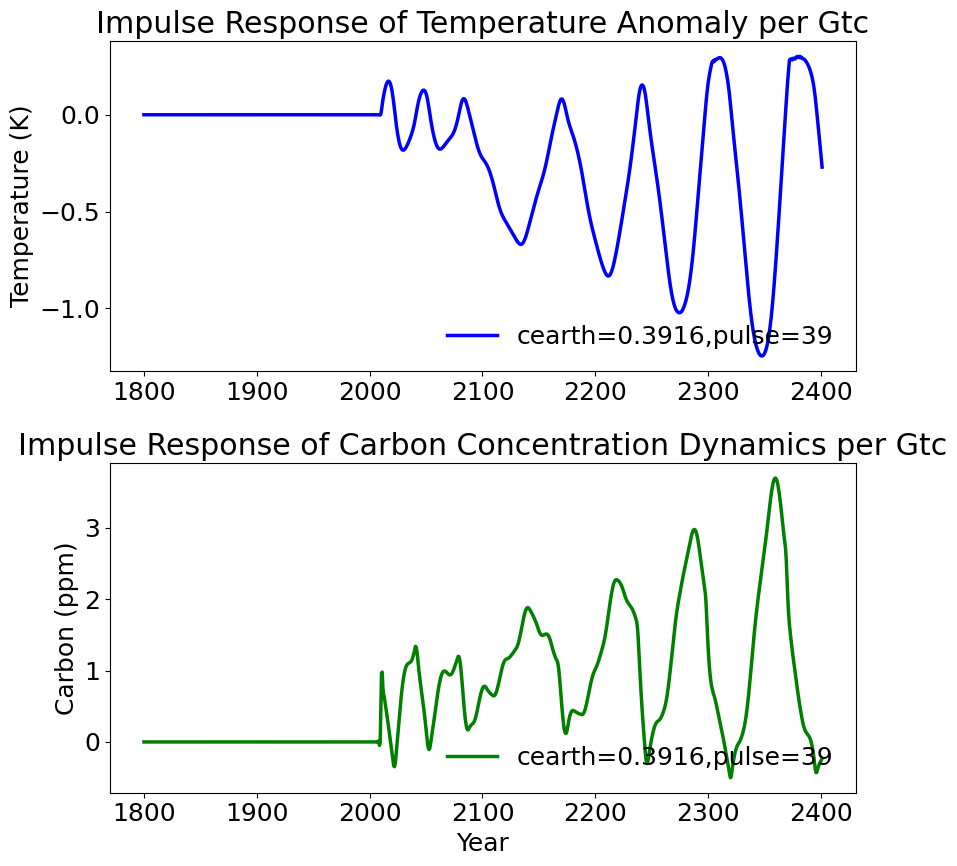 Impulse Response of Temperature Anomaly per Gtc
Temperature (K)
0.0
−0.5
−1.0
cearth=0.3916,pulse=39
1800 1900 2000 2100 2200 2300 2400
Impulse Response of Carbon Concentration Dynamics per Gtc
Carbon (ppm)
3
2
1
0
cearth=0.3916,pulse=39
1800 1900 2000 2100 2200 2300 2400
Year